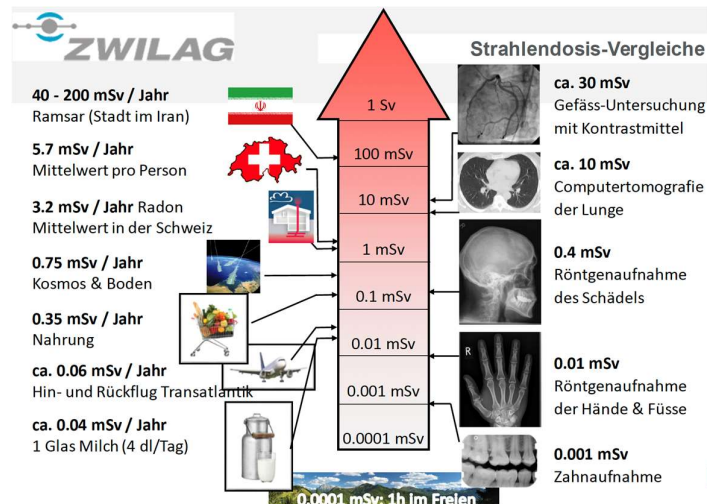 ZWILAG
Strahlendosis-Vergleiche
40 - 200 mSv / Jahr
Ramsar (Stadt im Iran)
5.7 mSv / Jahr
Mittelwert pro Person
3.2 mSv / Jahr Radon
Mittelwert in der Schweiz
0.75 mSv / Jahr
Kosmos & Boden
0.35 mSv / Jahr
Nahrung
ca. 0.06 mSv / Jahr
Hin- und Rückflug Transatlantik
ca. 0.04 mSv / Jahr
1 Glas Milch (4 dl/Tag)
1 Sv
100 mSv
10 mSv
1 mSv
0.1 mSv
0.01 mSv
0.001 mSv
0.0001 mSv
ca. 30 mSv
Gefäss-Untersuchung
mit Kontrastmittel
ca. 10 mSv
Computertomografie
der Lunge
0.4 mSv
Röntgenaufnahme
des Schädels
R
0.01 mSv
Röntgenaufnahme
der Hände & Füsse
0.001 mSv
Zahnaufnahme
0.0001 mSv: 1h im Freien